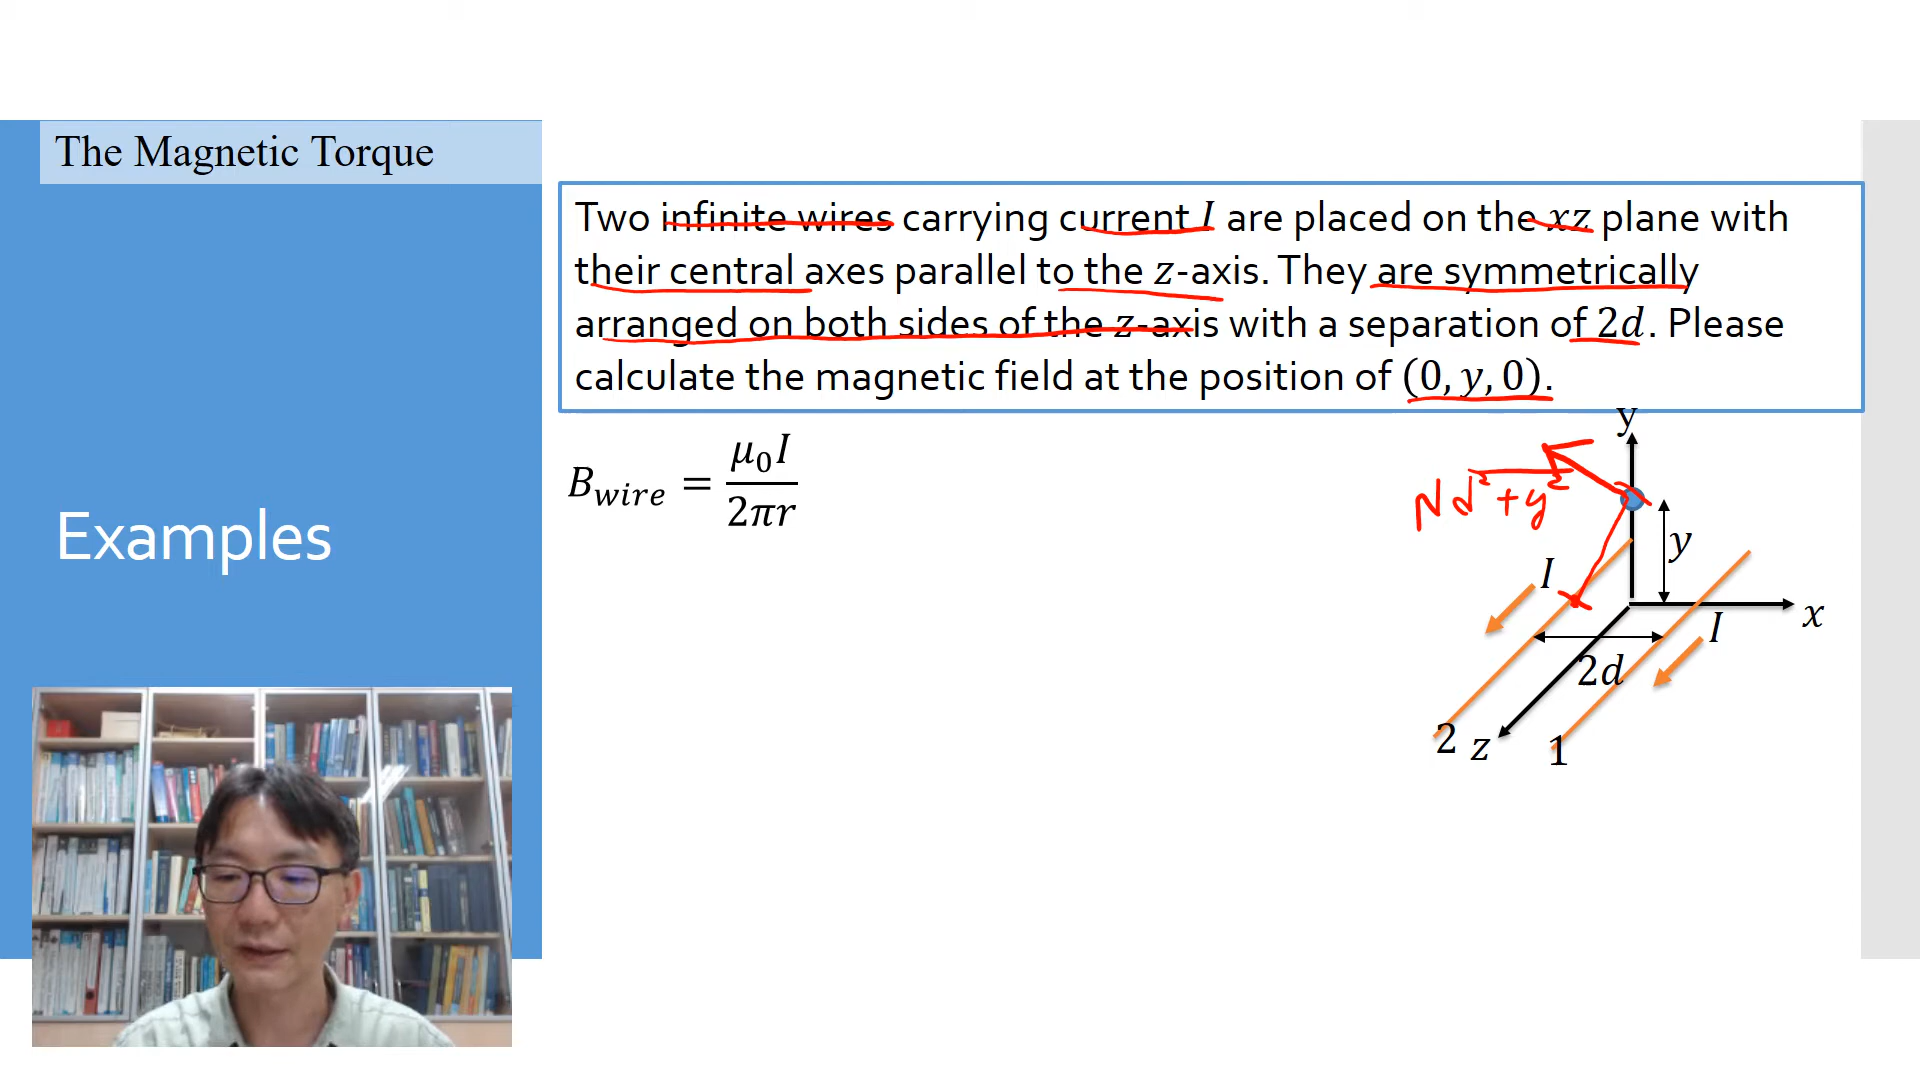 The Magnetic Torque
Examples
Two infinite wires carrying current I are placed on the xz plane with
their central axes parallel to the z-axis. They are symmetrically
arranged on both sides of the z-axis with a separation of 2d. Please
calculate the magnetic field at the position of (0, y, 0).
B_wire = μ₀I / 2πr
y
√d²+y²
y
I
x
I
2d
2 z 1